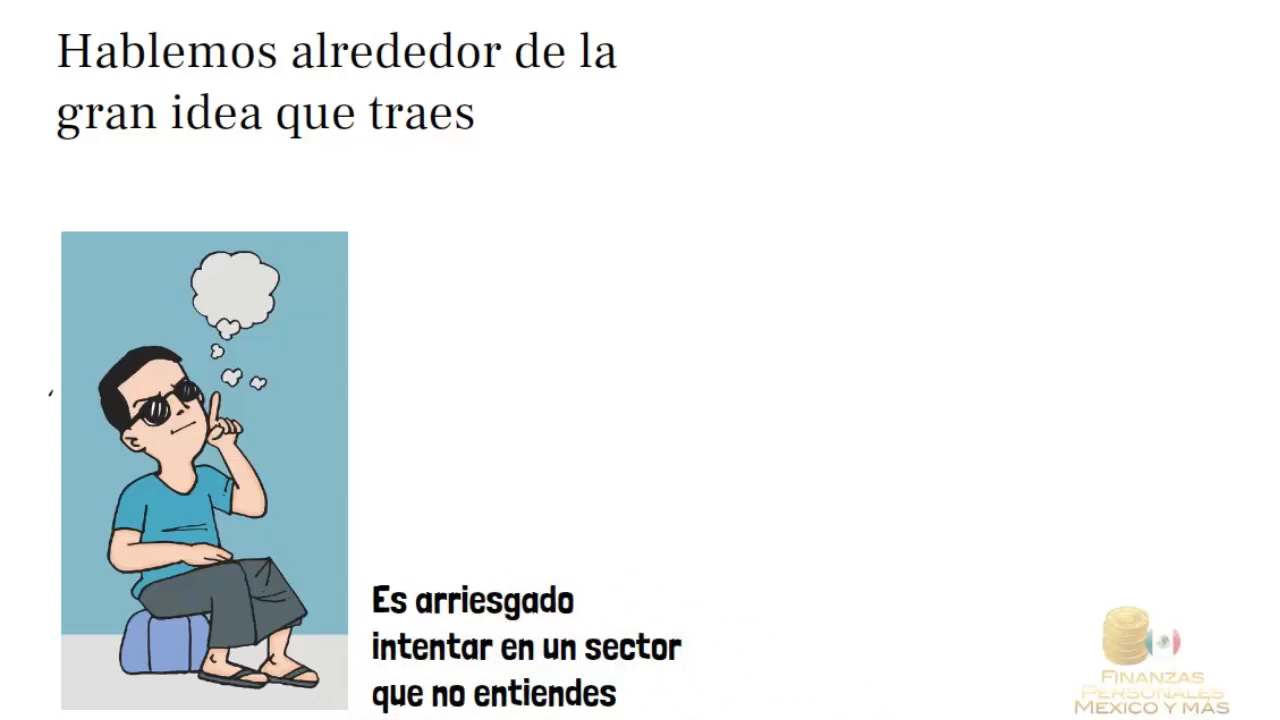 Hablemos alrededor de la
gran idea que traes
Es arriesgado
intentar en un sector
que no entiendes
FINANZAS
PERSONALES
MEXICO Y MÁS